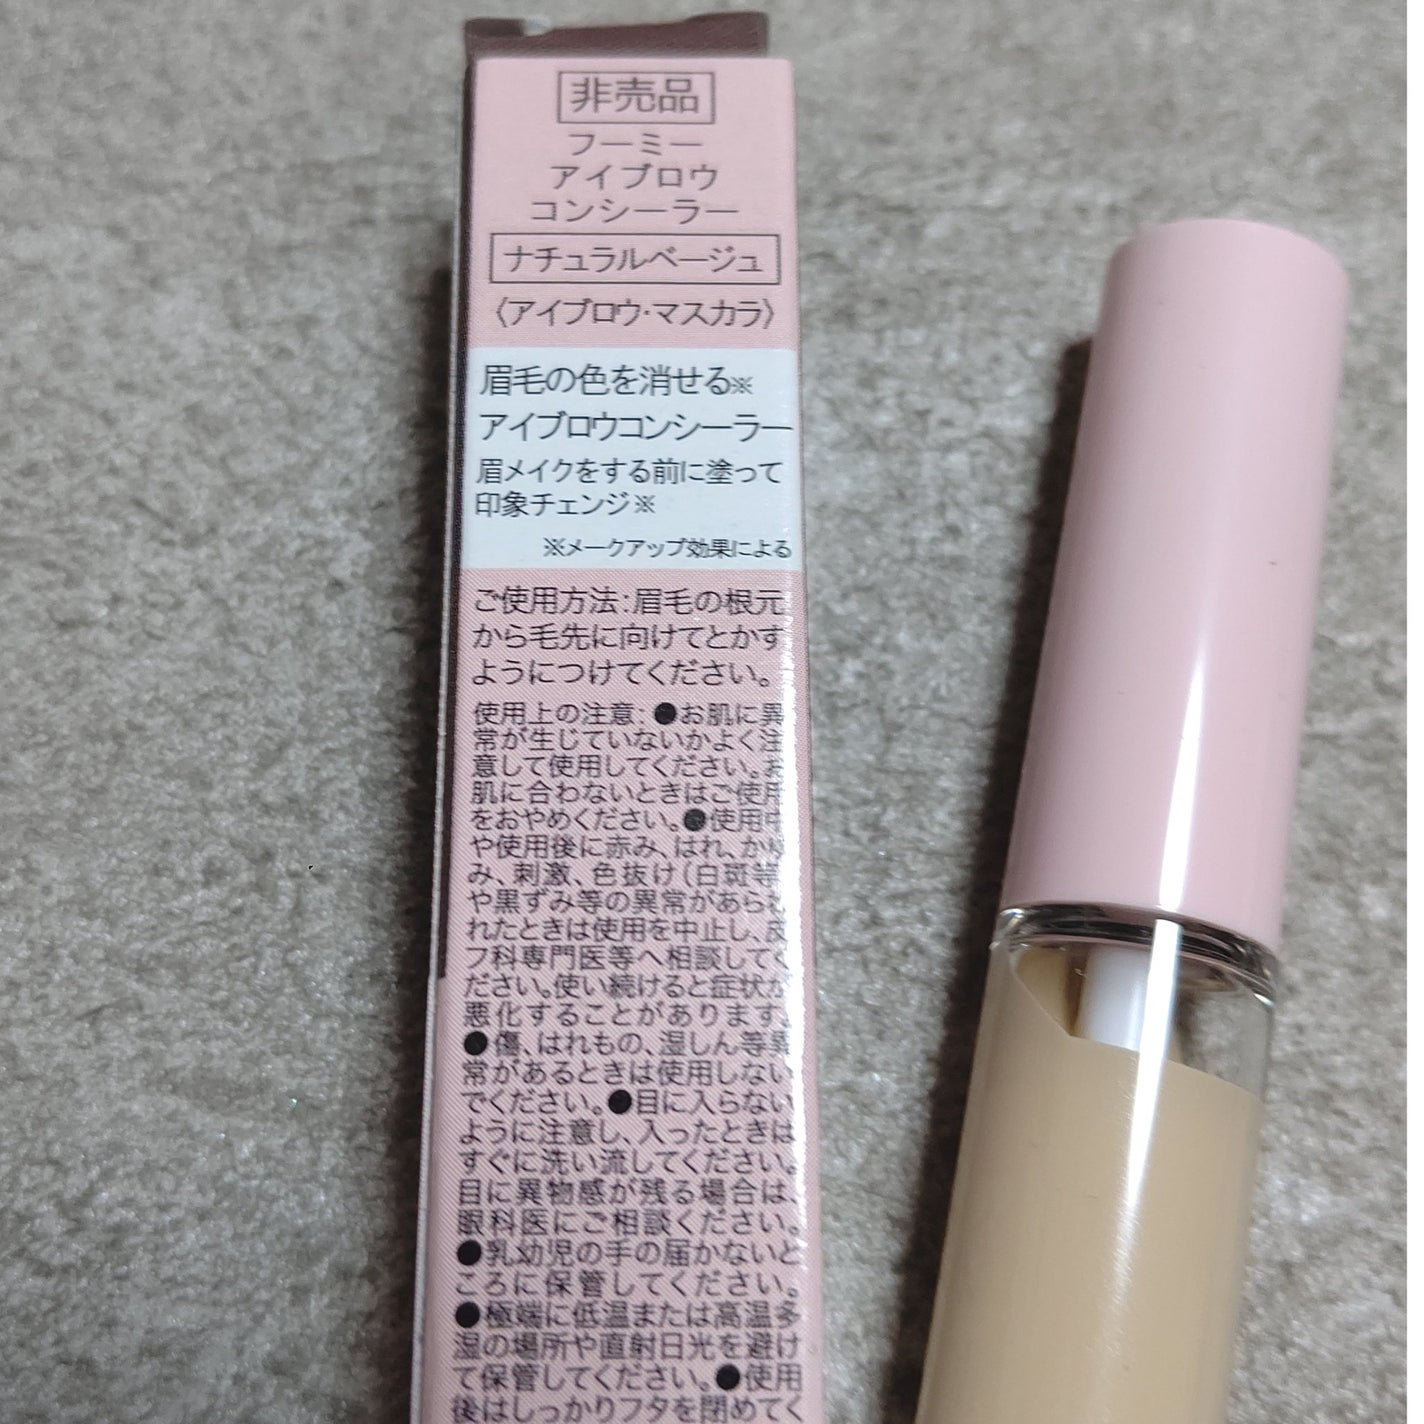 非売品
フーミー
アイブロウ
コンシーラー
ナチュラルベージュ
〈アイブロウ・マスカラ〉
眉毛の色を消せる※
アイブロウコンシーラー
眉メイクをする前に塗って
印象チェンジ※
※メークアップ効果による
ご使用方法:眉毛の根元
から毛先に向けてとかす
ようにつけてください。
使用上の注意:●お肌に異
常が生じていないかよく注
意して使用してください。お
肌に合わないときはご使用
をおやめください。●使用中
や使用後に赤み、はれ、かゆ
み、刺激、色抜け(白斑等)
や黒ずみ等の異常があらわ
れたときは使用を中止し、皮
フ科専門医等へ相談してく
ださい。使い続けると症状が
悪化することがあります。
●傷、はれもの、湿しん等異
常があるときは使用しない
でください。●目に入らない
ように注意し、入ったときは
すぐに洗い流してください。
目に異物感が残る場合は、
眼科医にご相談ください。
●乳幼児の手の届かないと
ころに保管してください。
●極端に低温または高温多
湿の場所や直射日光を避け
て保管してください。●使用
後はしっかりフタを閉めてく